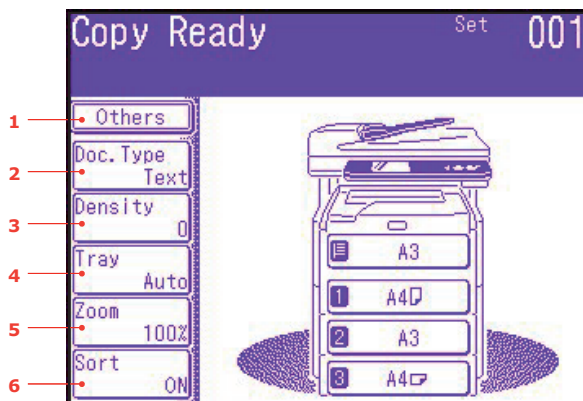 Copy Ready Set 001
1 Others
2 Doc.Type
Text
3 Density
0
4 Tray
Auto
5 Zoom
100%
6 Sort
ON
A3
1 A4
2 A3
3 A4